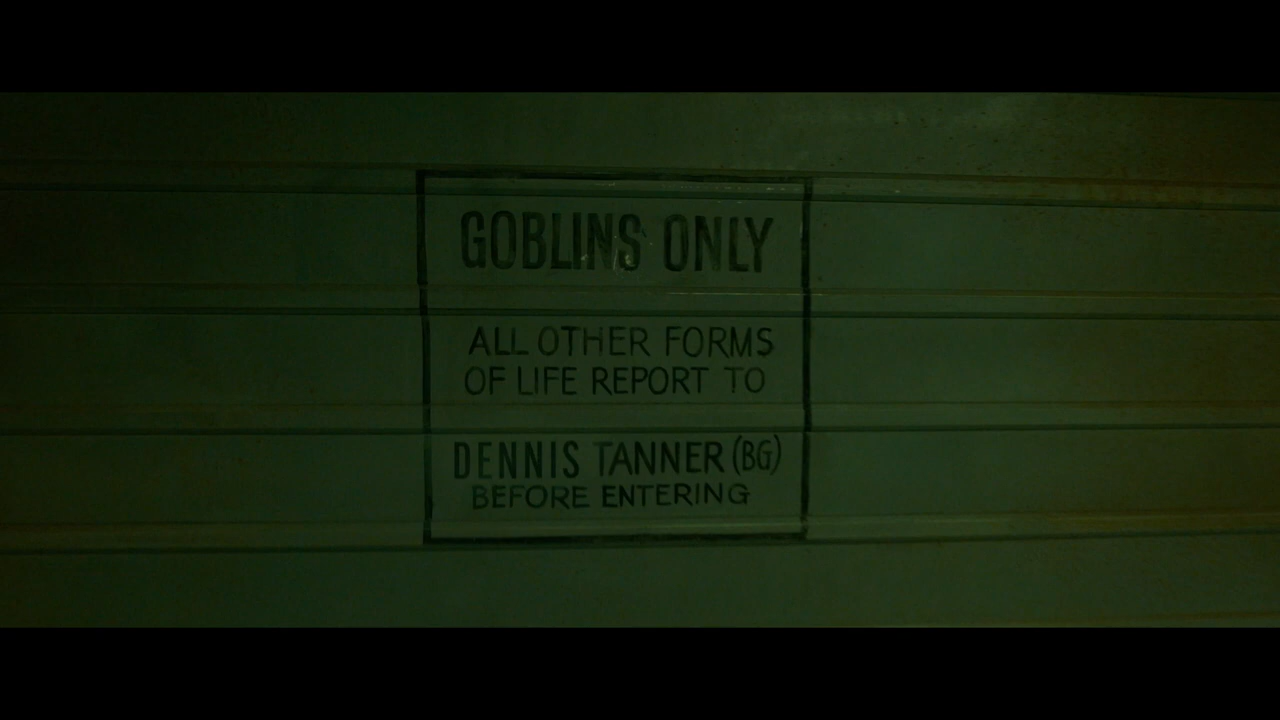 GOBLINS ONLY
ALL OTHER FORMS
OF LIFE REPORT TO
DENNIS TANNER (BG)
BEFORE ENTERING